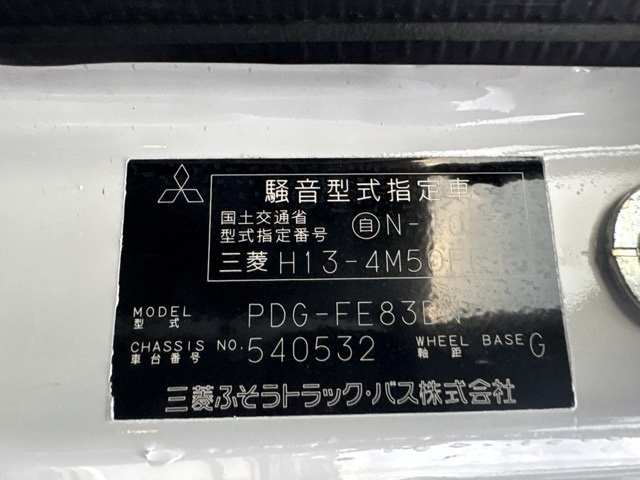 騒音型式指定車
国土交通省
型式指定番号 自N-
三菱 H13-4M50
MODEL PDG-FE83D
型式
CHASSIS NO. 540532 WHEEL BASE G
車台番号 軸距
三菱ふそうトラック・バス株式会社